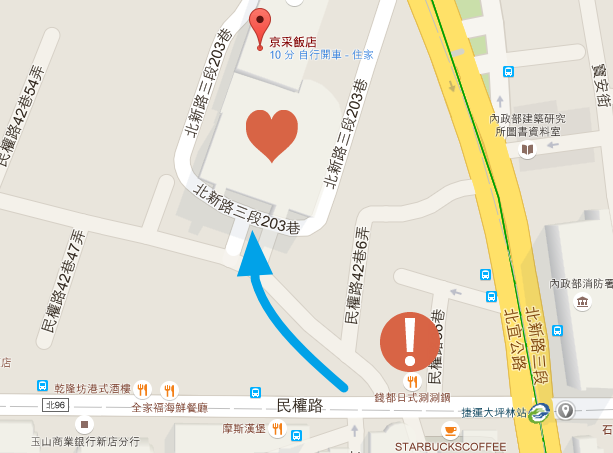 京采飯店
10 分 自行開車 - 住家
北新路三段203巷
北新路三段203巷
北新路三段203巷
民權路42巷54弄
民權路42巷47弄
民權路42巷6弄
寶安街
內政部建築研究
所圖書資料室
內政部消防署
北新路三段
北宜公路
!
錢都日式涮涮鍋
捷運大坪林站
乾隆坊港式酒樓
全家福海鮮餐廳
店
北96
民權路
玉山商業銀行新店分行
摩斯漢堡
STARBUCKSCOFFEE
石